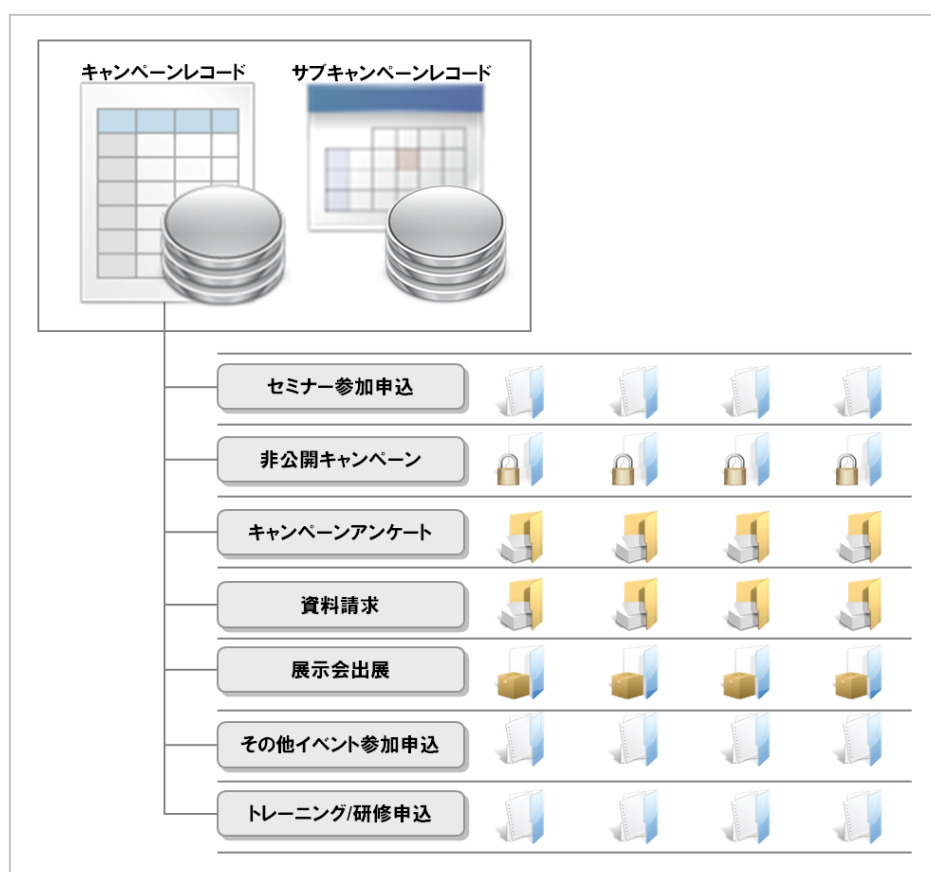 キャンペーンレコード
サブキャンペーンレコード
セミナー参加申込
非公開キャンペーン
キャンペーンアンケート
資料請求
展示会出展
その他イベント参加申込
トレーニング/研修申込